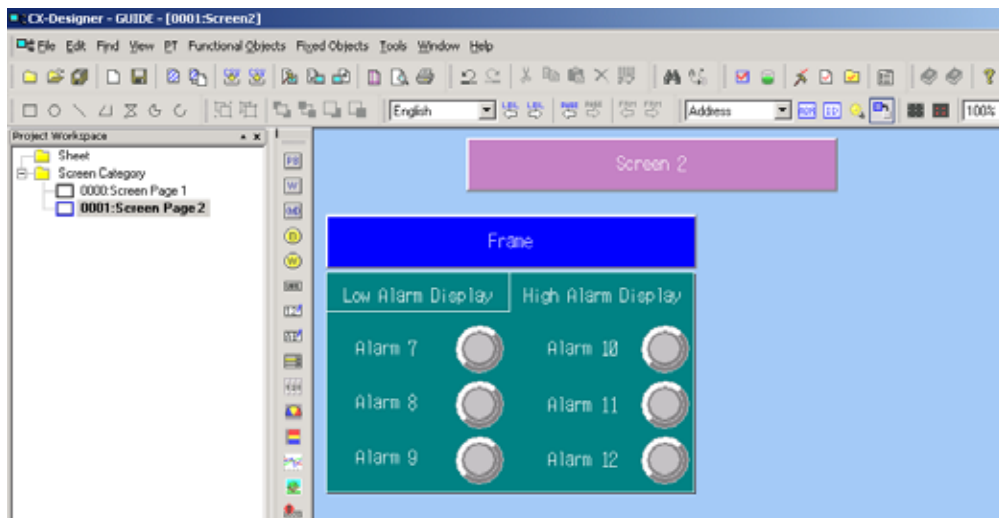 CX-Designer - GUIDE - [0001:Screen2]
File Edit Find View PT Functional Objects Fixed Objects Tools Window Help
English Address 100%
Project Workspace
Sheet
Screen Category
0000:Screen Page 1
0001:Screen Page 2
Screen 2
Frame
Low Alarm Display High Alarm Display
Alarm 7 Alarm 10
Alarm 8 Alarm 11
Alarm 9 Alarm 12